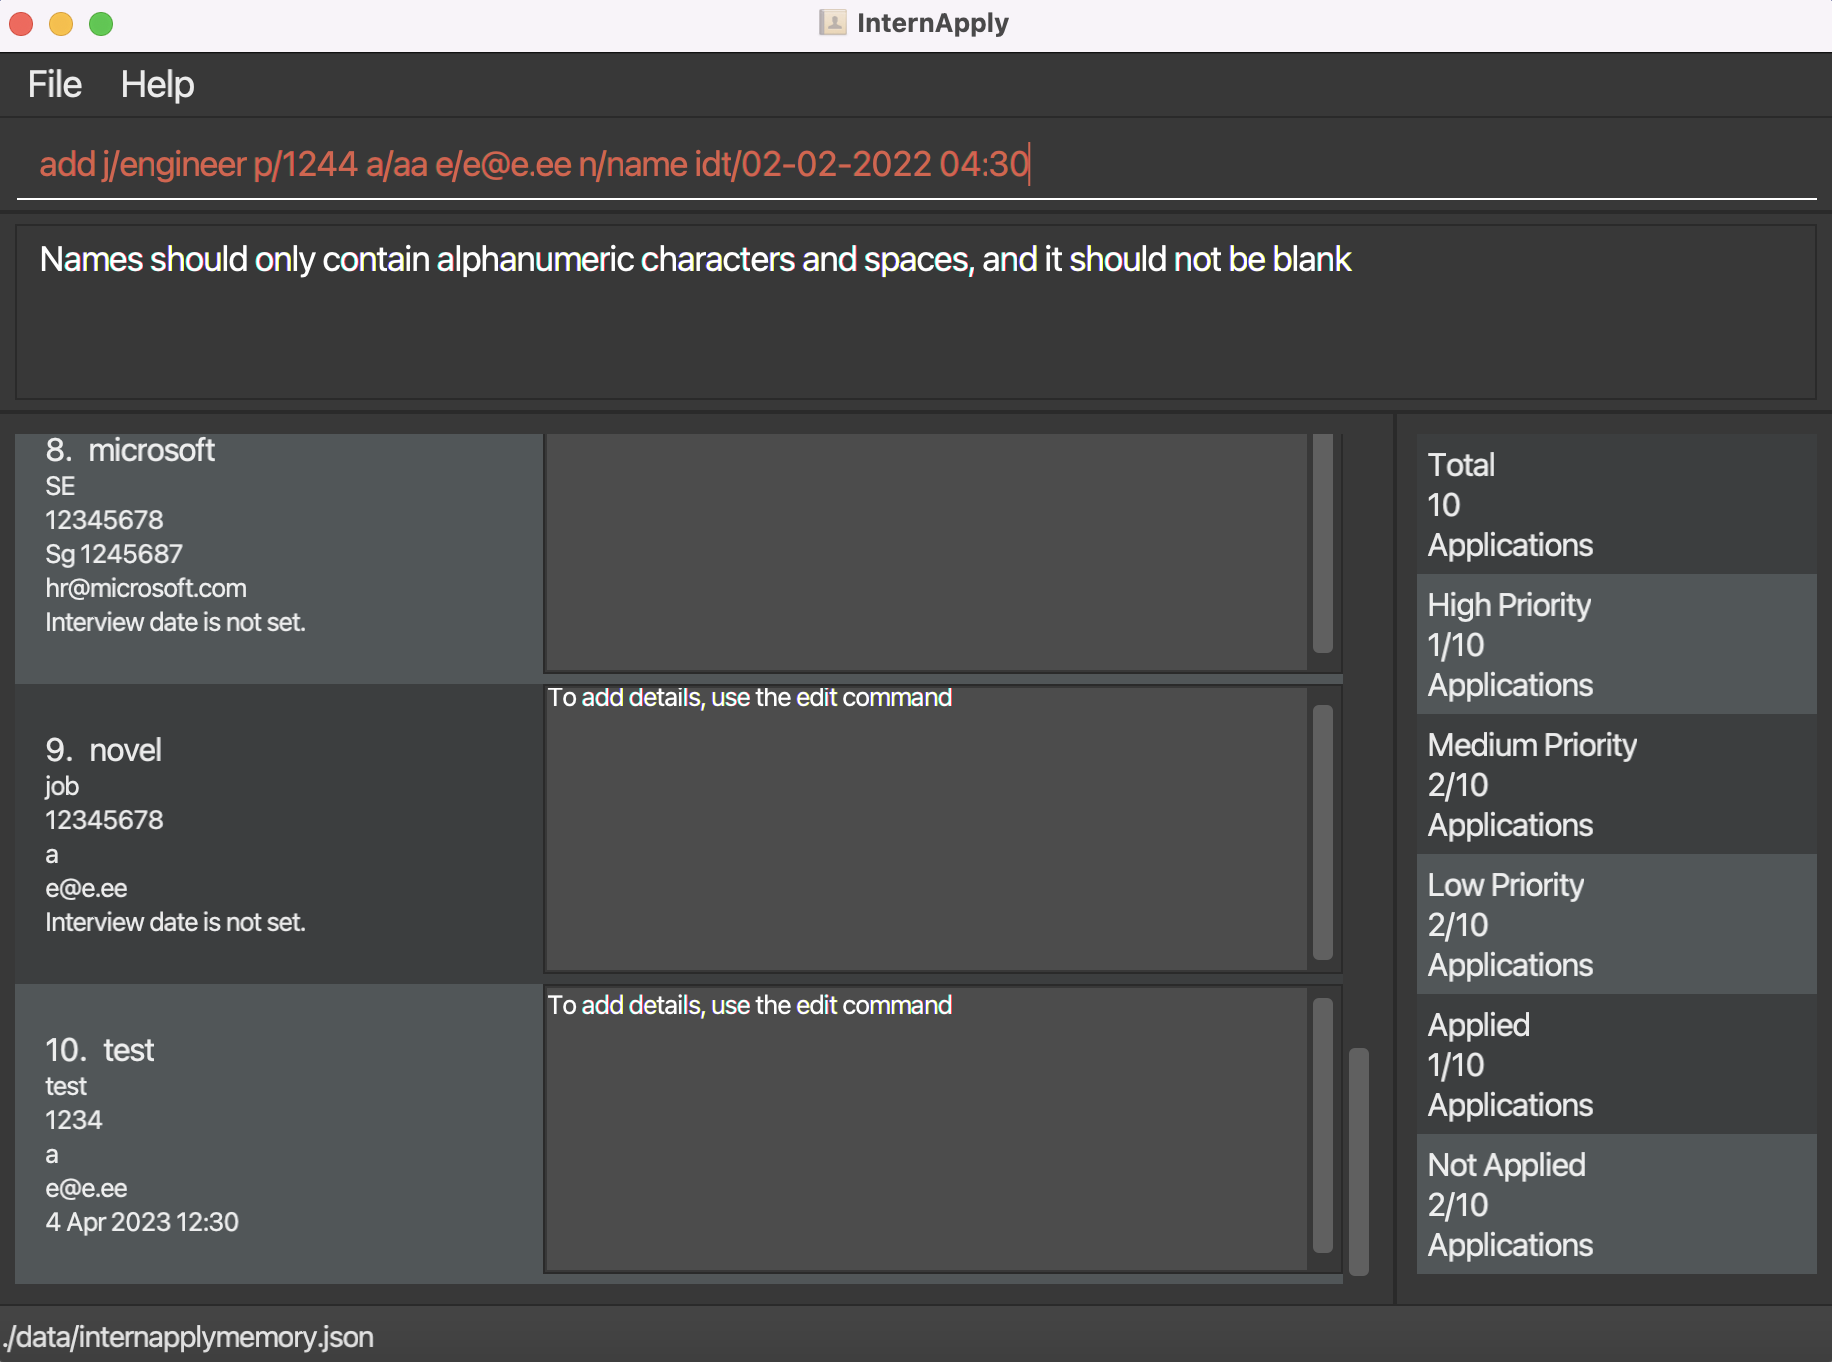 InternApply
File Help
add j/engineer p/1244 a/aa e/e@e.ee n/name idt/02-02-2022 04:30
Names should only contain alphanumeric characters and spaces, and it should not be blank
8. microsoft
SE
12345678
Sg 1245687
hr@microsoft.com
Interview date is not set.
9. novel
job
12345678
a
e@e.ee
Interview date is not set.
To add details, use the edit command
10. test
test
1234
a
e@e.ee
4 Apr 2023 12:30
To add details, use the edit command
Total
10
Applications
High Priority
1/10
Applications
Medium Priority
2/10
Applications
Low Priority
2/10
Applications
Applied
1/10
Applications
Not Applied
2/10
Applications
./data/internapplymemory.json